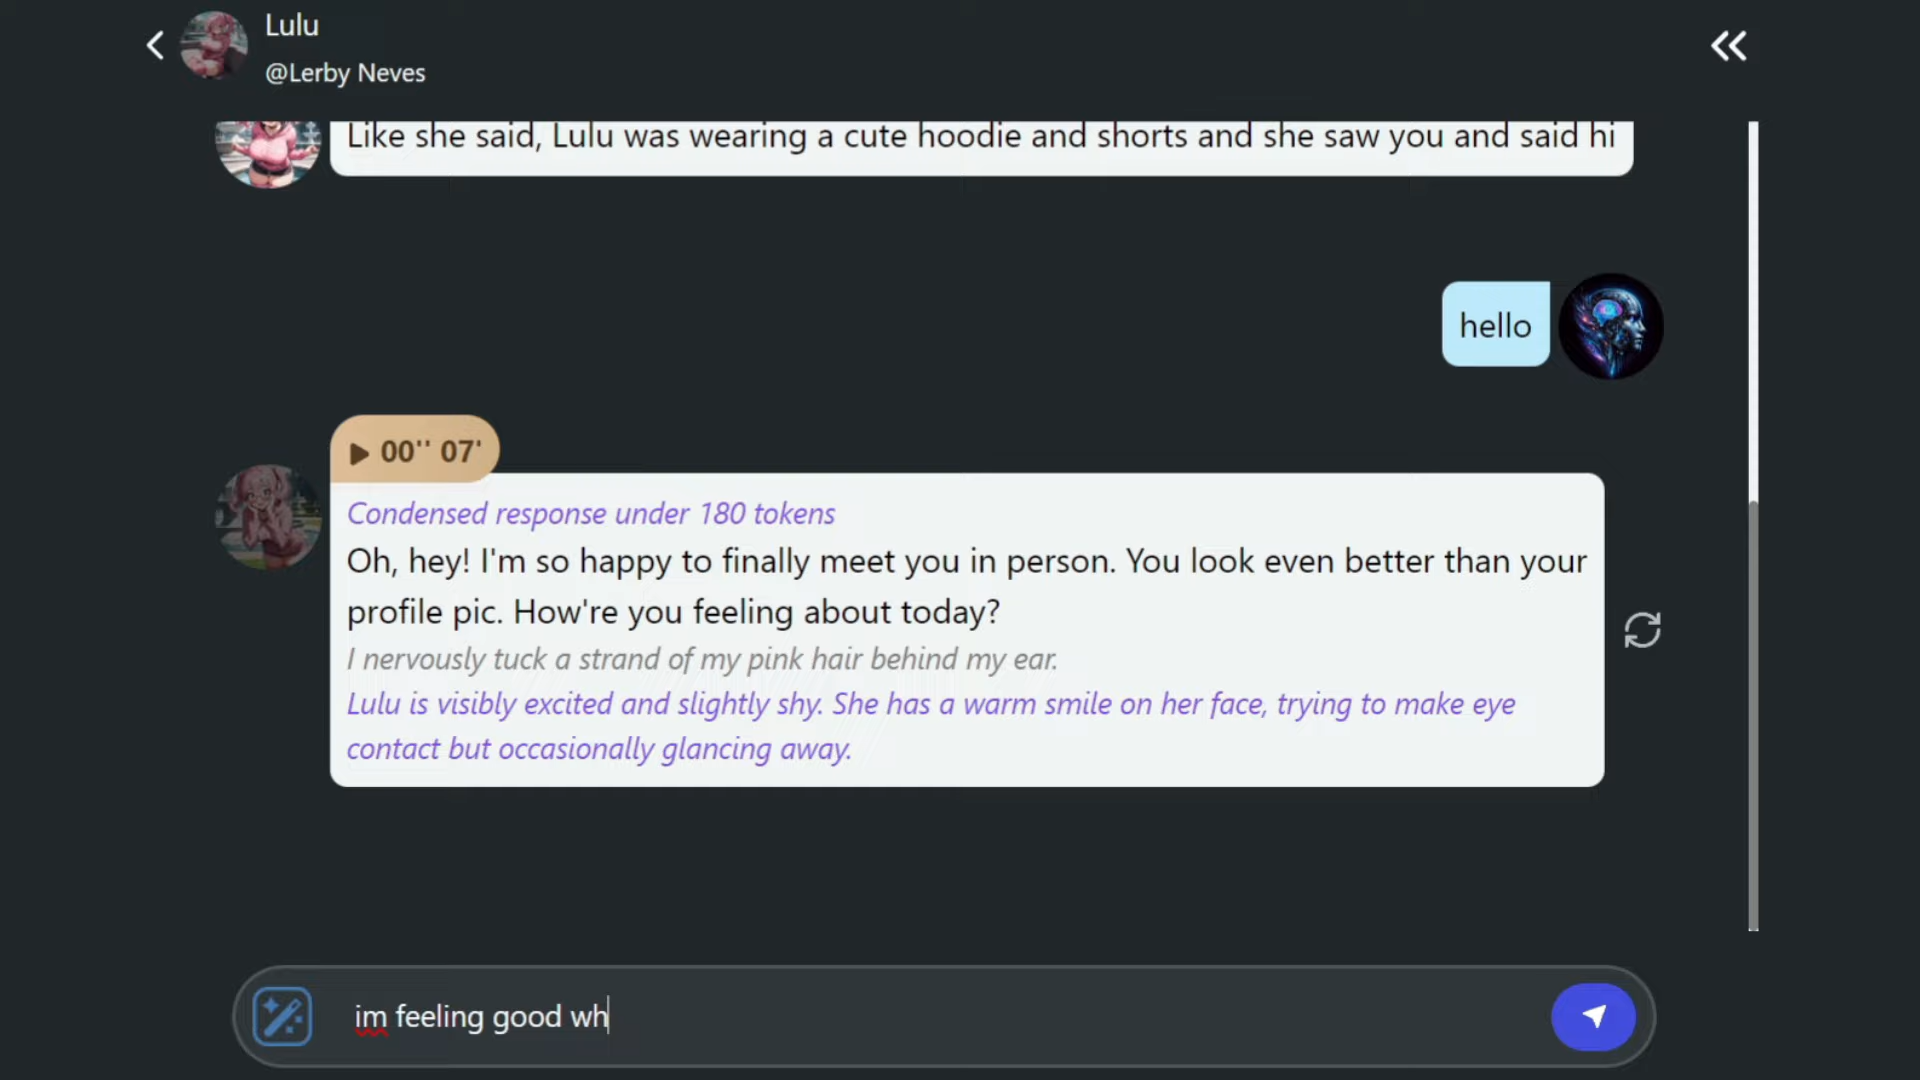 Lulu
@Lerby Neves
Like she said, Lulu was wearing a cute hoodie and shorts and she saw you and said hi
hello
00'' 07'
Condensed response under 180 tokens
Oh, hey! I'm so happy to finally meet you in person. You look even better than your
profile pic. How're you feeling about today?
I nervously tuck a strand of my pink hair behind my ear.
Lulu is visibly excited and slightly shy. She has a warm smile on her face, trying to make eye
contact but occasionally glancing away.
im feeling good wh